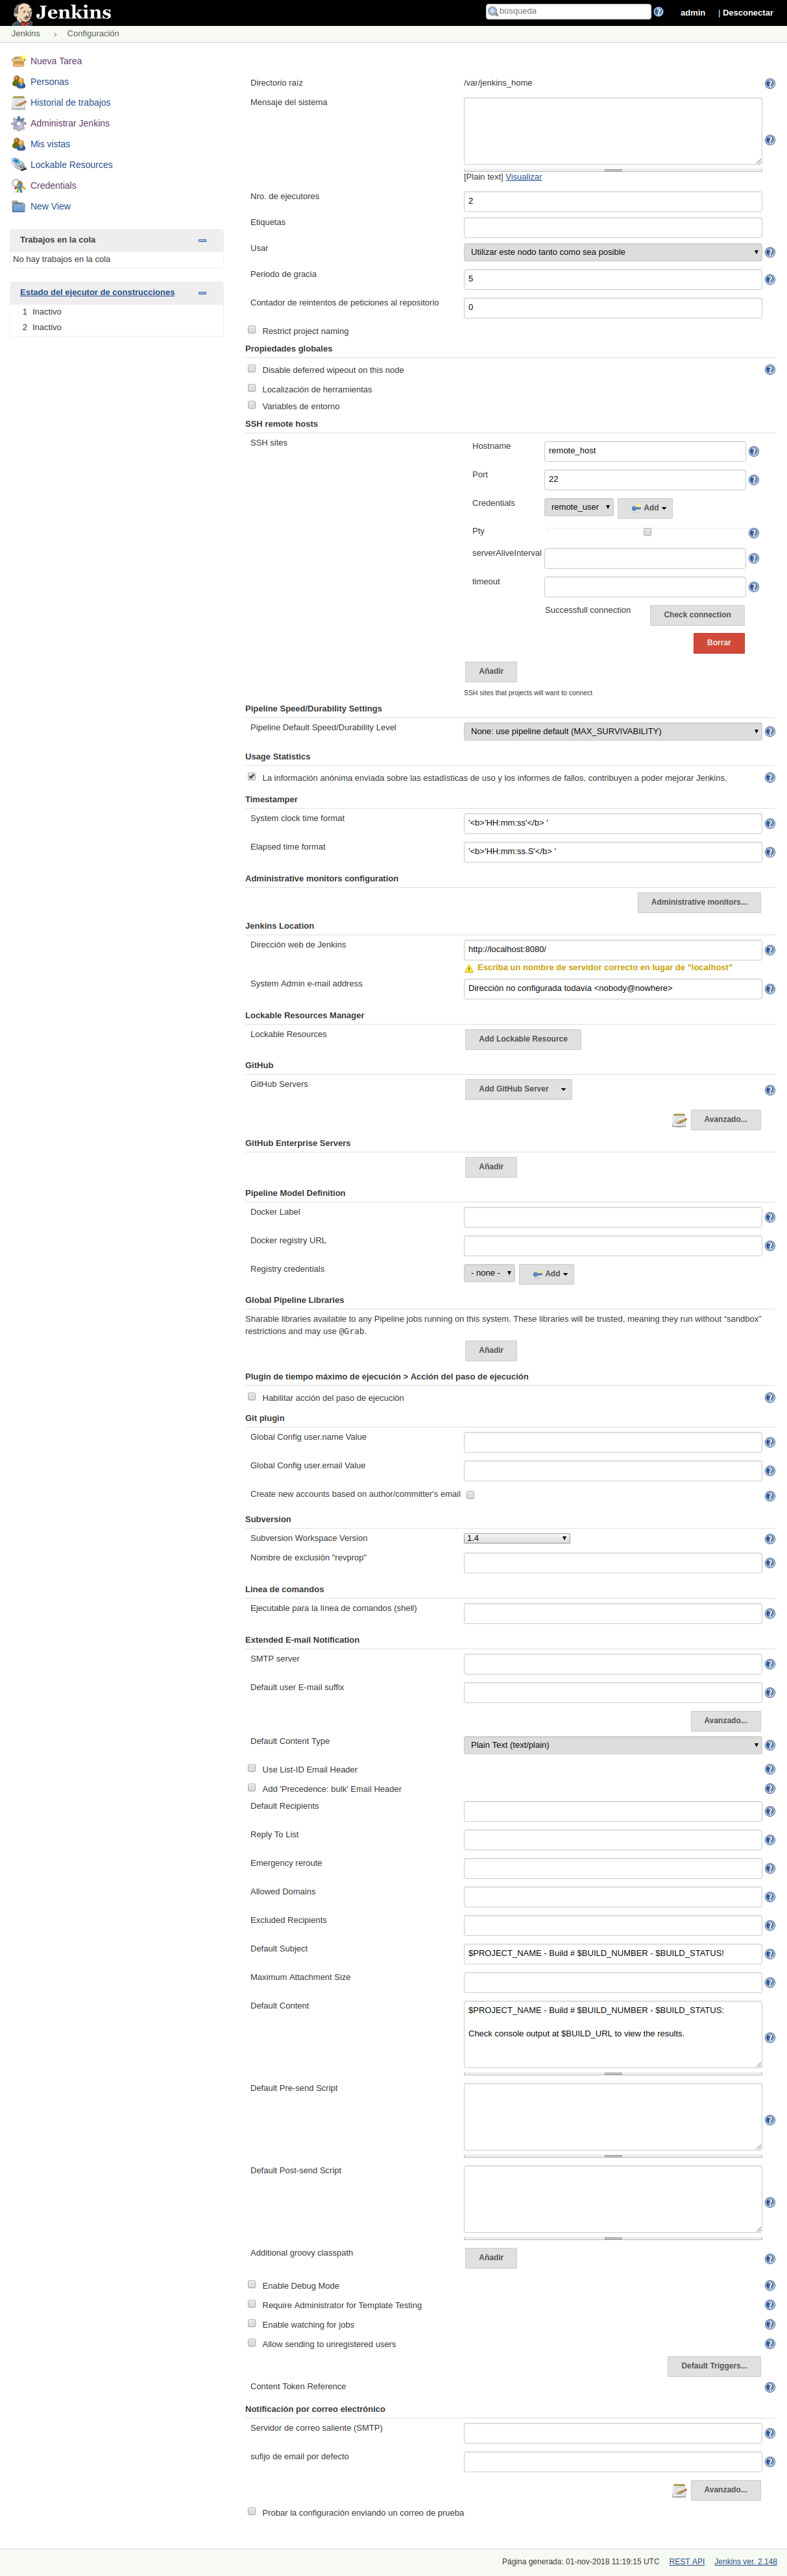 Jenkins
búsqueda
admin
| Desconectar
Jenkins
Configuración
Nueva Tarea
Personas
Historial de trabajos
Administrar Jenkins
Mis vistas
Lockable Resources
Credentials
New View
Trabajos en la cola
No hay trabajos en la cola
Estado del ejecutor de construcciones
1 Inactivo
2 Inactivo
Directorio raíz
/var/jenkins_home
Mensaje del sistema
[Plain text] Visualizar
Nro. de ejecutores
2
Etiquetas
Usar
Utilizar este nodo tanto como sea posible
Periodo de gracia
5
Contador de reintentos de peticiones al repositorio
0
Restrict project naming
Propiedades globales
Disable deferred wipeout on this node
Localización de herramientas
Variables de entorno
SSH remote hosts
SSH sites
Hostname
remote_host
Port
22
Credentials
remote_user
Add
Pty
serverAliveInterval
timeout
Successfull connection
Check connection
Borrar
Añadir
SSH sites that projects will want to connect
Pipeline Speed/Durability Settings
Pipeline Default Speed/Durability Level
None: use pipeline default (MAX_SURVIVABILITY)
Usage Statistics
La información anónima enviada sobre las estadísticas de uso y los informes de fallos, contribuyen a poder mejorar Jenkins.
Timestamper
System clock time format
'<b>'HH:mm:ss'</b> '
Elapsed time format
'<b>'HH:mm:ss.S'</b> '
Administrative monitors configuration
Administrative monitors...
Jenkins Location
Dirección web de Jenkins
http://localhost:8080/
Escriba un nombre de servidor correcto en lugar de "localhost"
System Admin e-mail address
Dirección no configurada todavía <nobody@nowhere>
Lockable Resources Manager
Lockable Resources
Add Lockable Resource
GitHub
GitHub Servers
Add GitHub Server
Avanzado...
GitHub Enterprise Servers
Añadir
Pipeline Model Definition
Docker Label
Docker registry URL
Registry credentials
- none -
Add
Global Pipeline Libraries
Sharable libraries available to any Pipeline jobs running on this system. These libraries will be trusted, meaning they run without “sandbox”
restrictions and may use @Grab.
Añadir
Plugin de tiempo máximo de ejecución > Acción del paso de ejecución
Habilitar acción del paso de ejecución
Git plugin
Global Config user.name Value
Global Config user.email Value
Create new accounts based on author/committer's email
Subversion
Subversion Workspace Version
1.4
Nombre de exclusión "revprop"
Linea de comandos
Ejecutable para la línea de comandos (shell)
Extended E-mail Notification
SMTP server
Default user E-mail suffix
Avanzado...
Default Content Type
Plain Text (text/plain)
Use List-ID Email Header
Add 'Precedence: bulk' Email Header
Default Recipients
Reply To List
Emergency reroute
Allowed Domains
Excluded Recipients
Default Subject
$PROJECT_NAME - Build # $BUILD_NUMBER - $BUILD_STATUS!
Maximum Attachment Size
Default Content
$PROJECT_NAME - Build # $BUILD_NUMBER - $BUILD_STATUS:
Check console output at $BUILD_URL to view the results.
Default Pre-send Script
Default Post-send Script
Additional groovy classpath
Añadir
Enable Debug Mode
Require Administrator for Template Testing
Enable watching for jobs
Allow sending to unregistered users
Default Triggers...
Content Token Reference
Notificación por correo electrónico
Servidor de correo saliente (SMTP)
sufijo de email por defecto
Avanzado...
Probar la configuración enviando un correo de prueba
Página generada: 01-nov-2018 11:19:15 UTC
REST API
Jenkins ver. 2.148